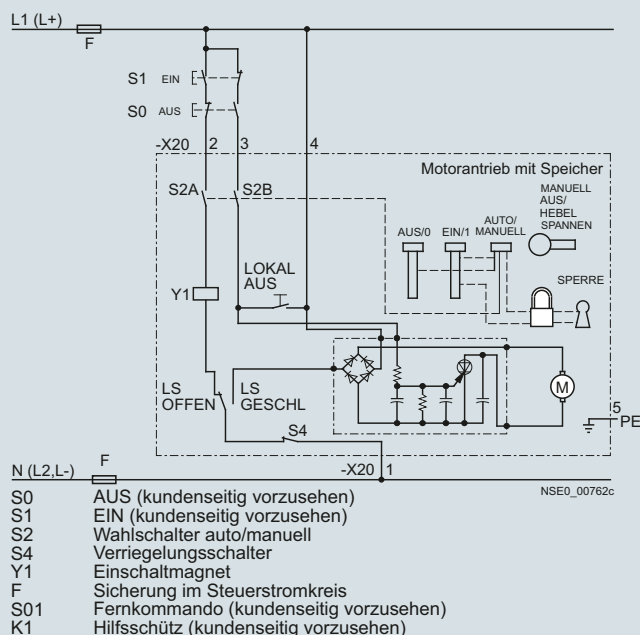 L1 (L+)
F
S1 EIN
S0 AUS
-X20 2 3 4
Motorantrieb mit Speicher
S2A S2B
MANUELL
AUS/
HEBEL
SPANNEN
AUS/0 EIN/1 AUTO/
MANUELL
LOKAL
AUS
SPERRE
Y1
LS
OFFEN
LS
GESCHL
M
S4
5
PE
N (L2,L-) F -X20 1
NSE0_00762c
S0 AUS (kundenseitig vorzusehen)
S1 EIN (kundenseitig vorzusehen)
S2 Wahlschalter auto/manuell
S4 Verriegelungsschalter
Y1 Einschaltmagnet
F Sicherung im Steuerstromkreis
S01 Fernkommando (kundenseitig vorzusehen)
K1 Hilfsschütz (kundenseitig vorzusehen)